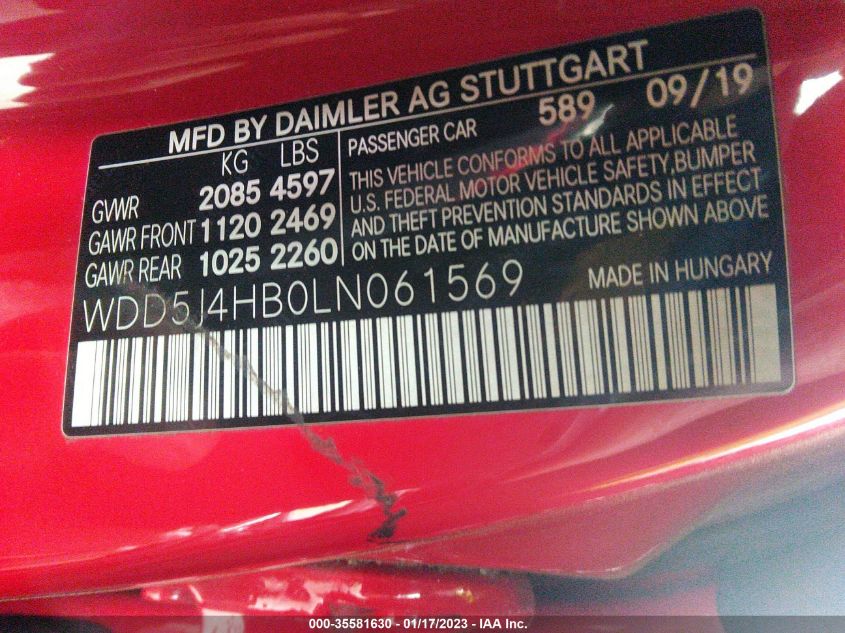 MFD BY DAIMLER AG STUTTGART
KG LBS
GVWR 2085 4597
GAWR FRONT 1120 2469
GAWR REAR 1025 2260
PASSENGER CAR 589 09/19
THIS VEHICLE CONFORMS TO ALL APPLICABLE
U.S. FEDERAL MOTOR VEHICLE SAFETY, BUMPER
AND THEFT PREVENTION STANDARDS IN EFFECT
ON THE DATE OF MANUFACTURE SHOWN ABOVE
WDD5J4HB0LN061569 MADE IN HUNGARY
000-35581630 - 01/17/2023 - IAA Inc.